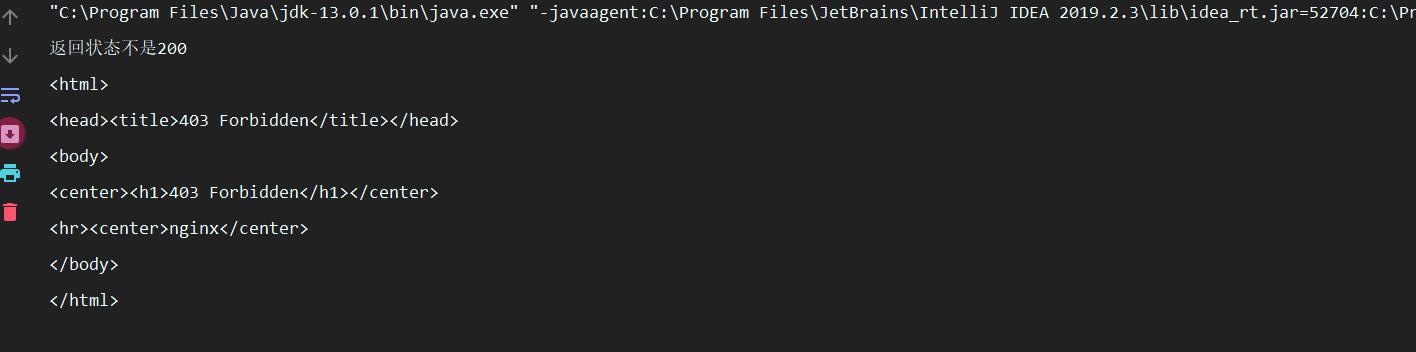 "C:\Program Files\Java\jdk-13.0.1\bin\java.exe" "-javaagent:C:\Program Files\JetBrains\IntelliJ IDEA 2019.2.3\lib\idea_rt.jar=52704:C:\Pr
返回状态不是200
<html>
<head><title>403 Forbidden</title></head>
<body>
<center><h1>403 Forbidden</h1></center>
<hr><center>nginx</center>
</body>
</html>